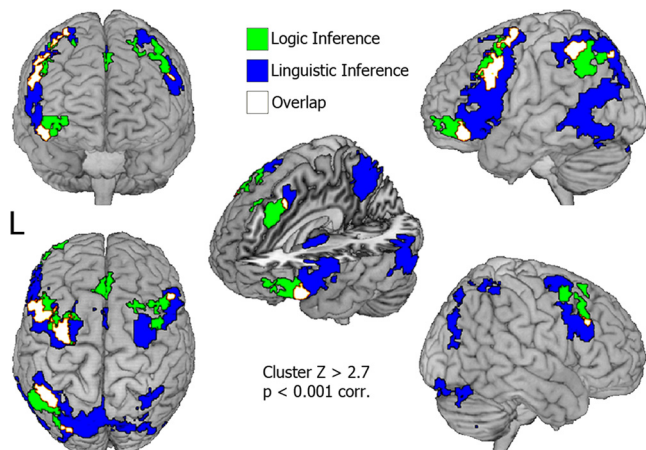 Logic Inference
Linguistic Inference
Overlap
L
Cluster Z > 2.7
p < 0.001 corr.